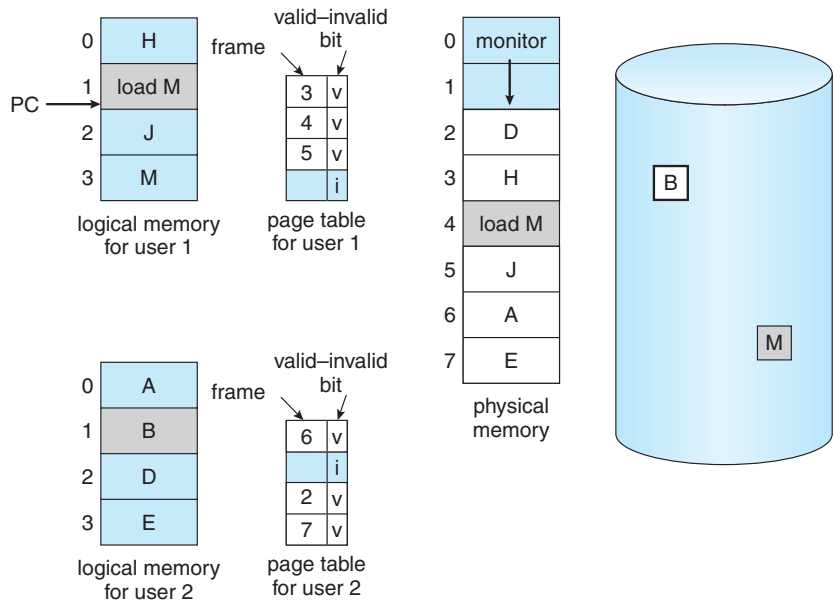 valid–invalid
bit
frame
0 H
1 load M
2 J
3 M
PC
3 v
4 v
5 v
i
logical memory
for user 1
page table
for user 1
valid–invalid
bit
frame
0 A
1 B
2 D
3 E
6 v
i
2 v
7 v
logical memory
for user 2
page table
for user 2
0 monitor
1
2 D
3 H
4 load M
5 J
6 A
7 E
physical
memory
B
M